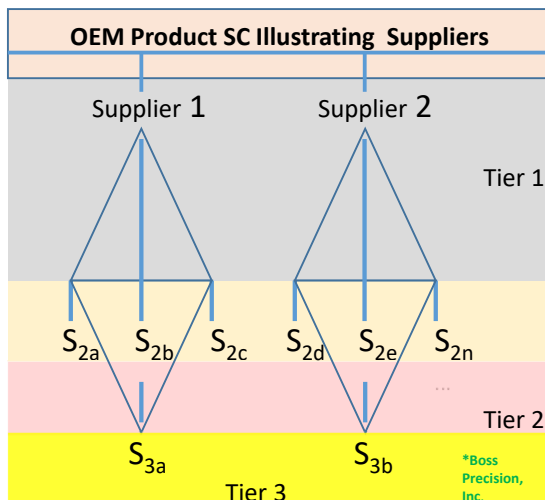 OEM Product SC Illustrating Suppliers
Supplier 1 Supplier 2
Tier 1
S2a S2b S2c S2d S2e S2n
...
Tier 2
S3a S3b
Tier 3
*Boss
Precision,
Inc.